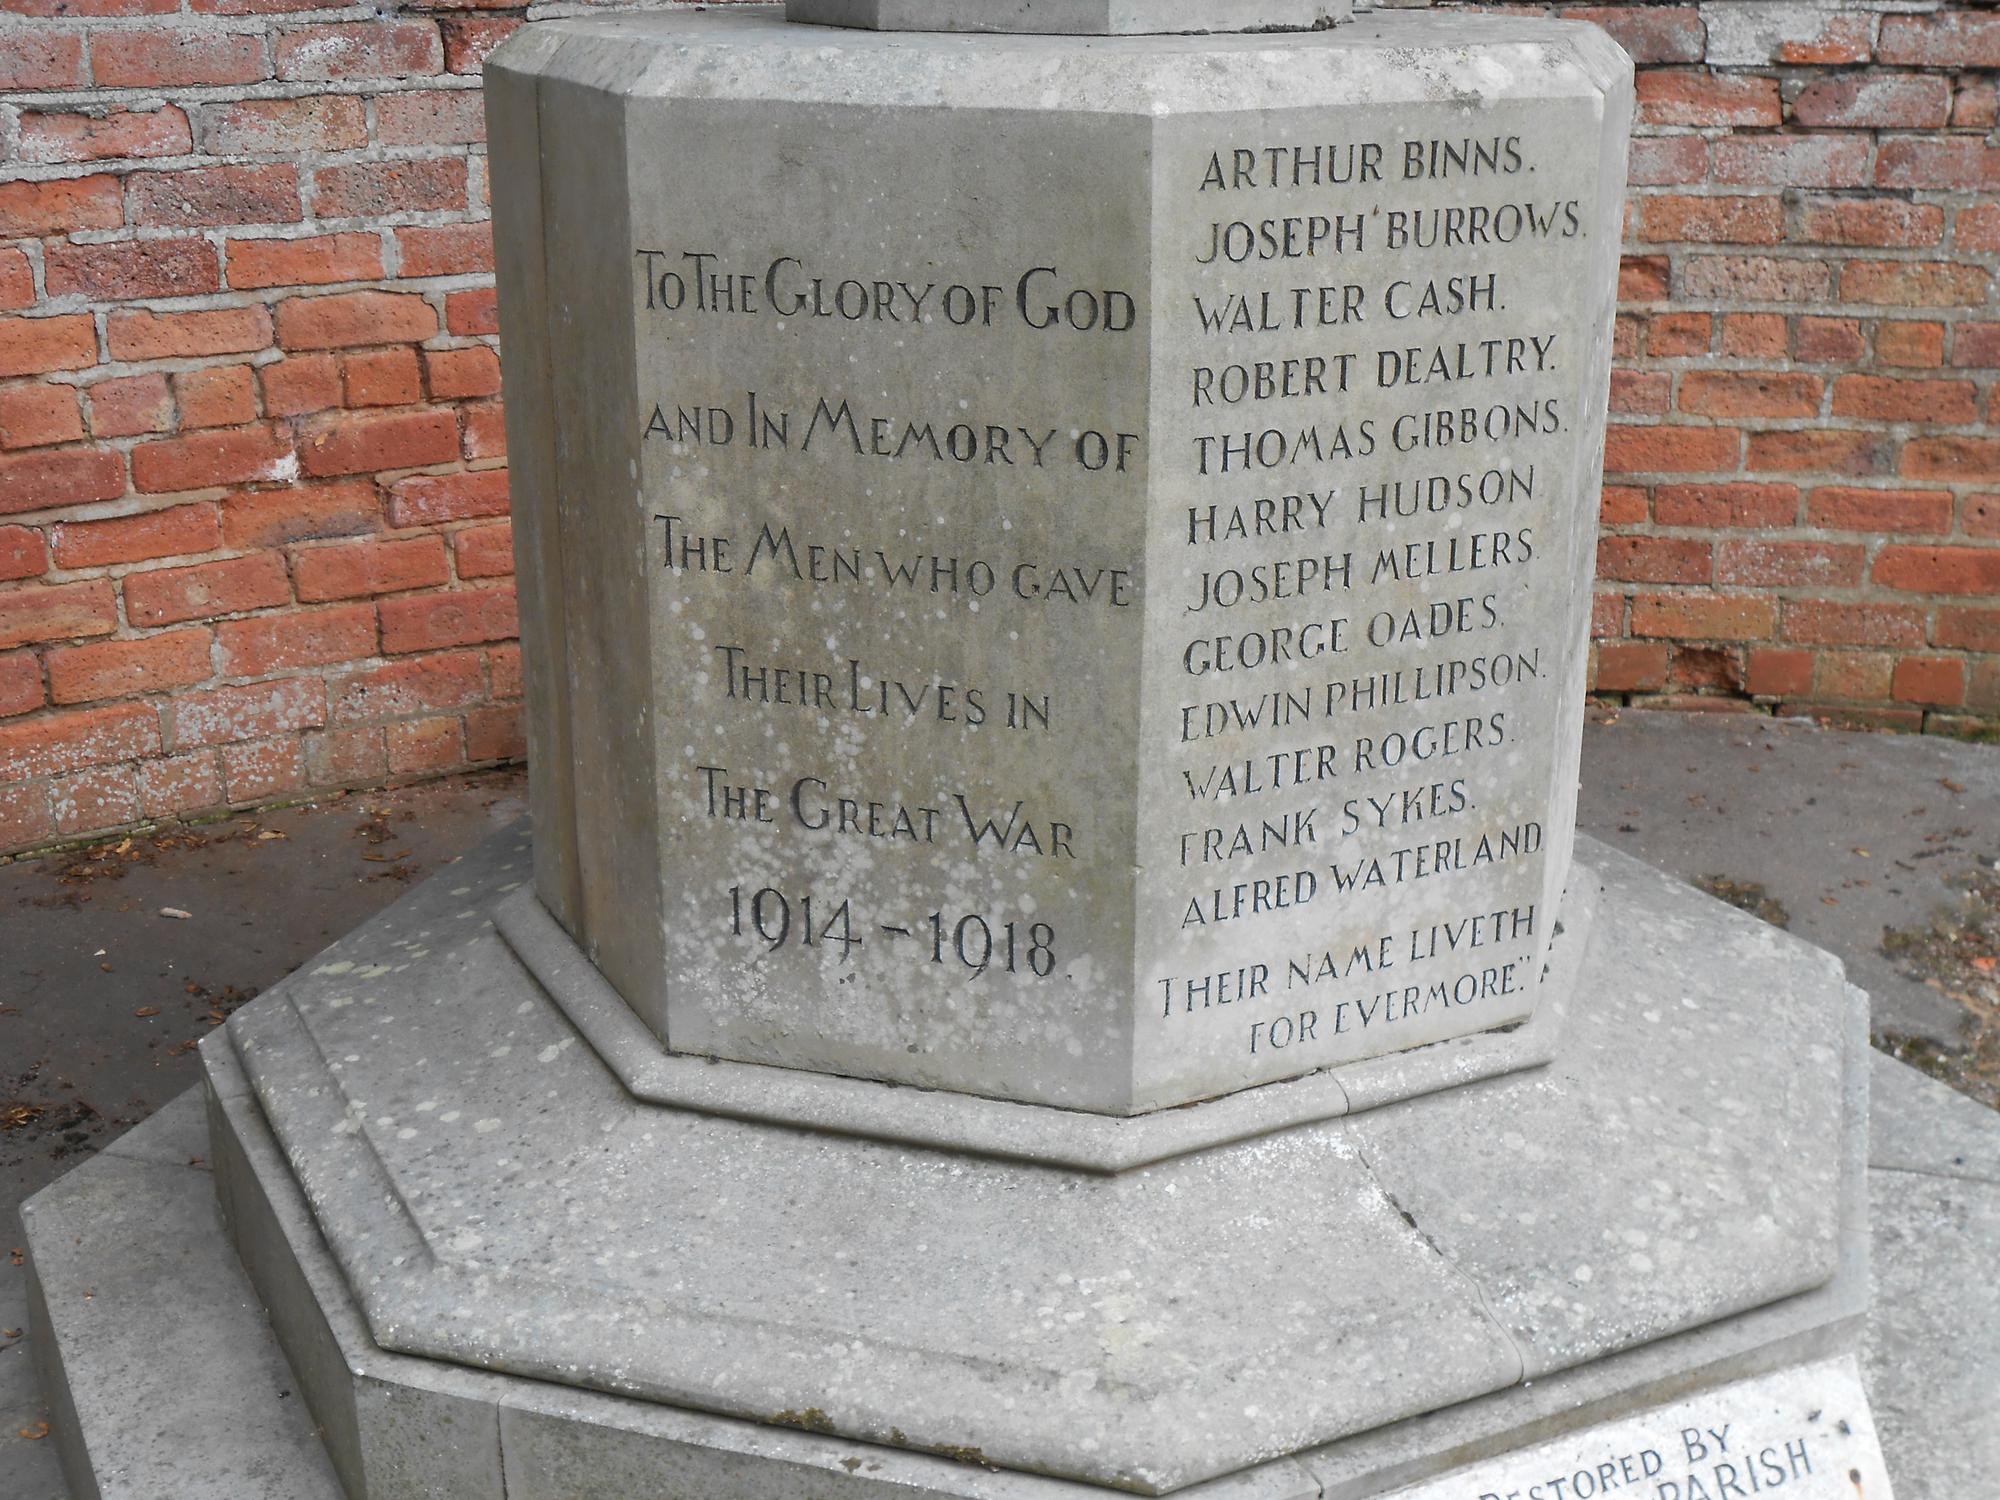 TO THE GLORY OF GOD
AND IN MEMORY OF
THE MEN WHO GAVE
THEIR LIVES IN
THE GREAT WAR
1914 - 1918.
ARTHUR BINNS.
JOSEPH BURROWS.
WALTER CASH.
ROBERT DEALTRY.
THOMAS GIBBONS.
HARRY HUDSON
JOSEPH MELLERS.
GEORGE OADES.
EDWIN PHILLIPSON.
WALTER ROGERS.
FRANK SYKES.
ALFRED WATERLAND
THEIR NAME LIVETH
FOR EVERMORE."
RESTORED BY
PARISH